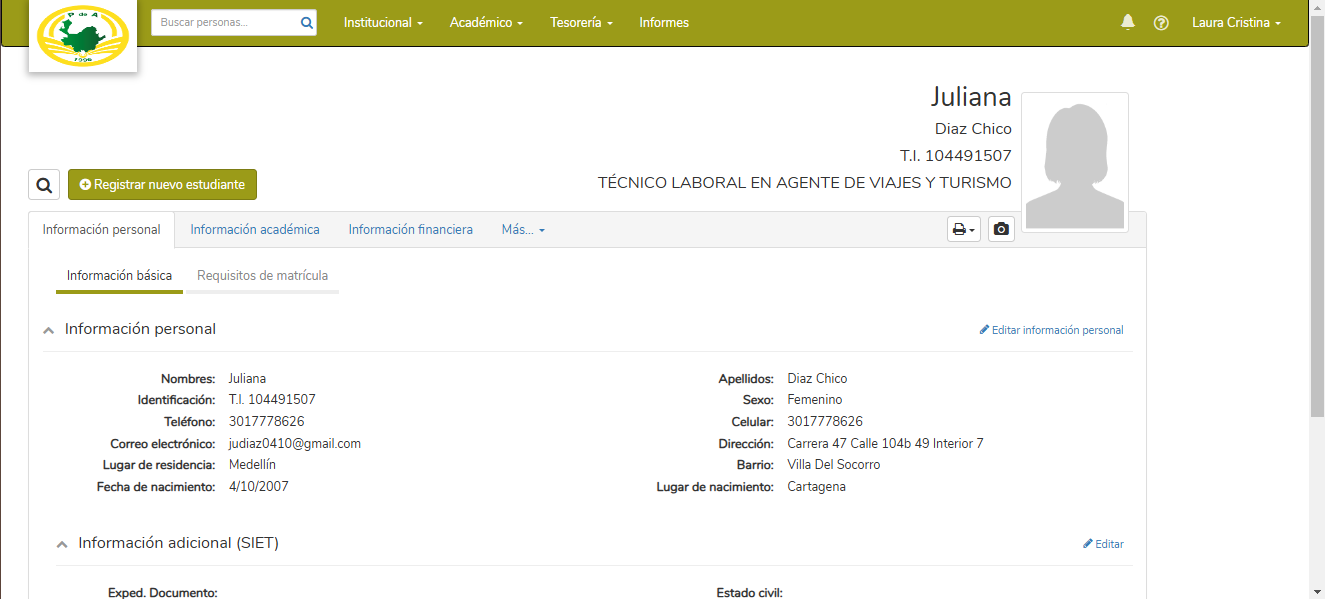 P de A
1996
Buscar personas...
Institucional
Académico
Tesorería
Informes
Laura Cristina
Juliana
Diaz Chico
T.I. 104491507
TÉCNICO LABORAL EN AGENTE DE VIAJES Y TURISMO
Registrar nuevo estudiante
Información personal
Información académica
Información financiera
Más...
Información básica
Requisitos de matrícula
Información personal
Editar información personal
Nombres: Juliana
Apellidos: Diaz Chico
Identificación: T.I. 104491507
Sexo: Femenino
Teléfono: 3017778626
Celular: 3017778626
Correo electrónico: judiaz0410@gmail.com
Dirección: Carrera 47 Calle 104b 49 Interior 7
Lugar de residencia: Medellín
Barrio: Villa Del Socorro
Fecha de nacimiento: 4/10/2007
Lugar de nacimiento: Cartagena
Información adicional (SIET)
Editar
Exped. Documento:
Estado civil: